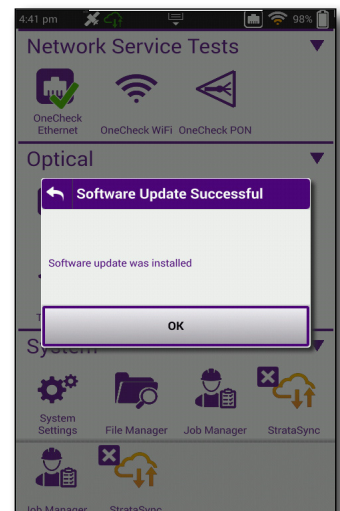 4:41 pm
98%
Network Service Tests
OneCheck
Ethernet
OneCheck WiFi
OneCheck PON
Optical
Software Update Successful
Software update was installed
OK
System
System
Settings
File Manager
Job Manager
StrataSync
Job Manager
StrataSync